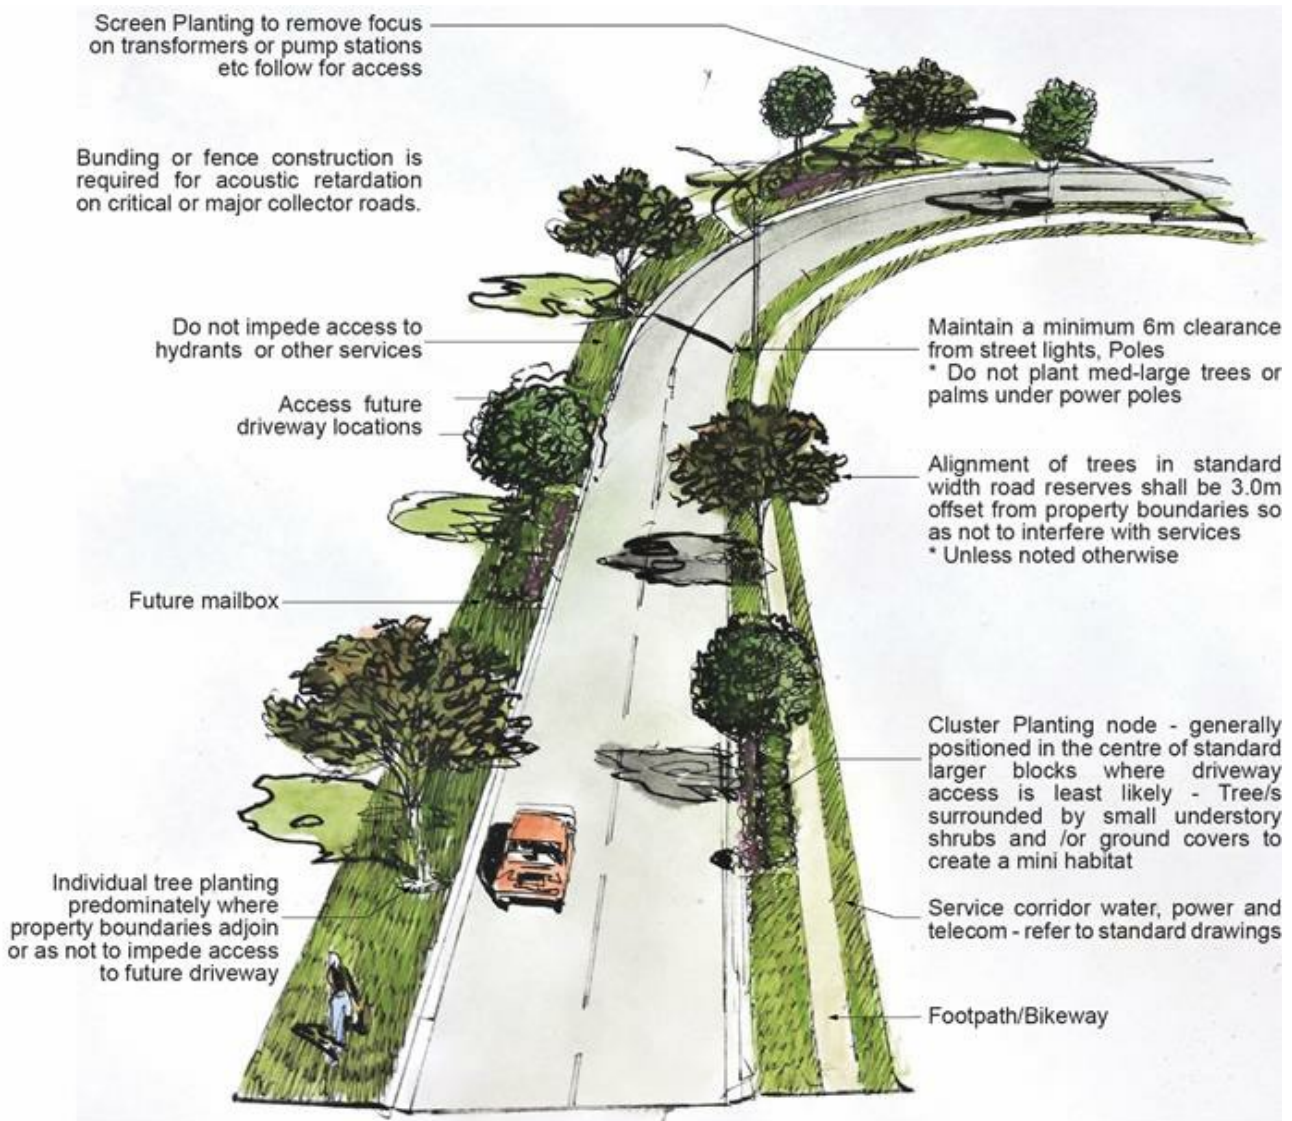 Screen Planting to remove focus
on transformers or pump stations
etc follow for access
Bunding or fence construction is
required for acoustic retardation
on critical or major collector roads.
Do not impede access to
hydrants or other services
Access future
driveway locations
Future mailbox
Individual tree planting
predominately where
property boundaries adjoin
or as not to impede access
to future driveway
Maintain a minimum 6m clearance
from street lights, Poles
* Do not plant med-large trees or
palms under power poles
Alignment of trees in standard
width road reserves shall be 3.0m
offset from property boundaries so
as not to interfere with services
* Unless noted otherwise
Cluster Planting node - generally
positioned in the centre of standard
larger blocks where driveway
access is least likely - Tree/s
surrounded by small understory
shrubs and /or ground covers to
create a mini habitat
Service corridor water, power and
telecom - refer to standard drawings
Footpath/Bikeway